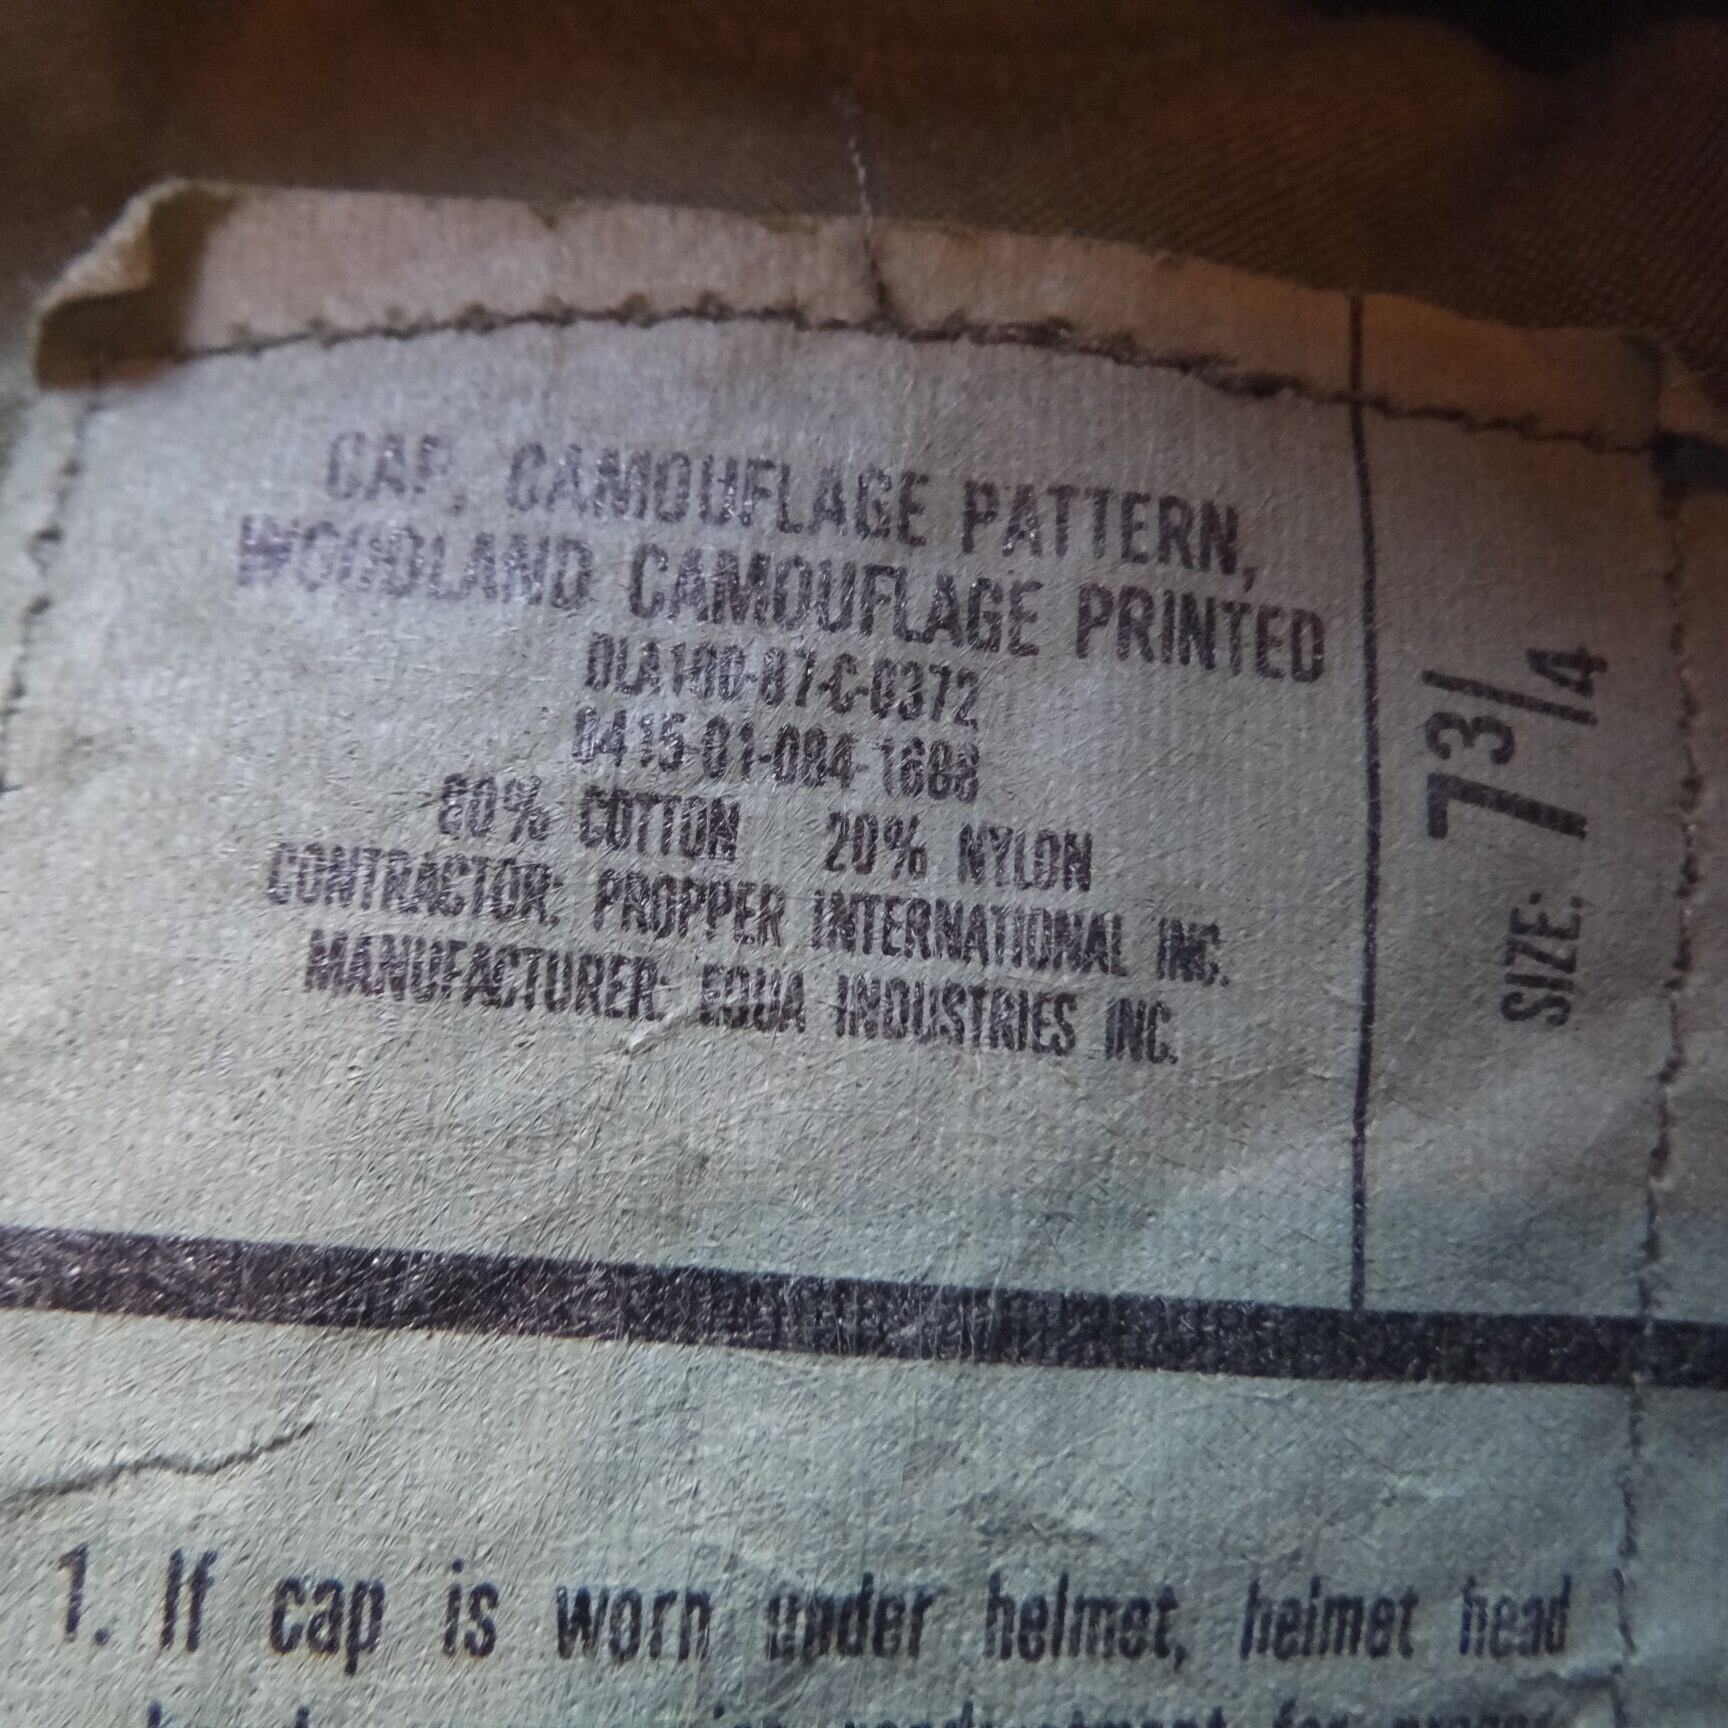 CAP, CAMOUFLAGE PATTERN,
WOODLAND CAMOUFLAGE PRINTED
DLA100-87-C-0372
8415-01-084-1688
80% COTTON 20% NYLON
CONTRACTOR: PROPPER INTERNATIONAL INC.
MANUFACTURER: EQUA INDUSTRIES INC.
SIZE: 7 3/4
1. If cap is worn under helmet, helmet head